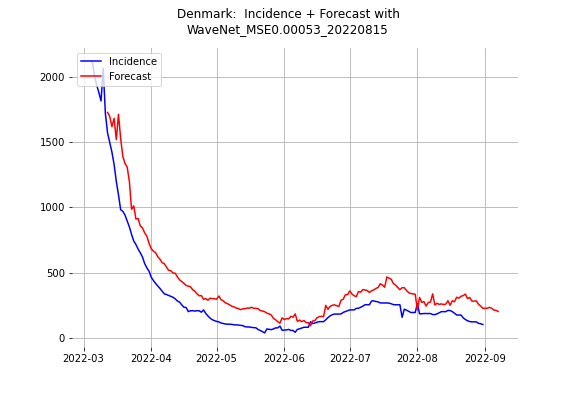 Denmark:  Incidence + Forecast with
WaveNet_MSE0.00053_20220815
Incidence
Forecast
2000
1500
1000
500
0
2022-03 2022-04 2022-05 2022-06 2022-07 2022-08 2022-09